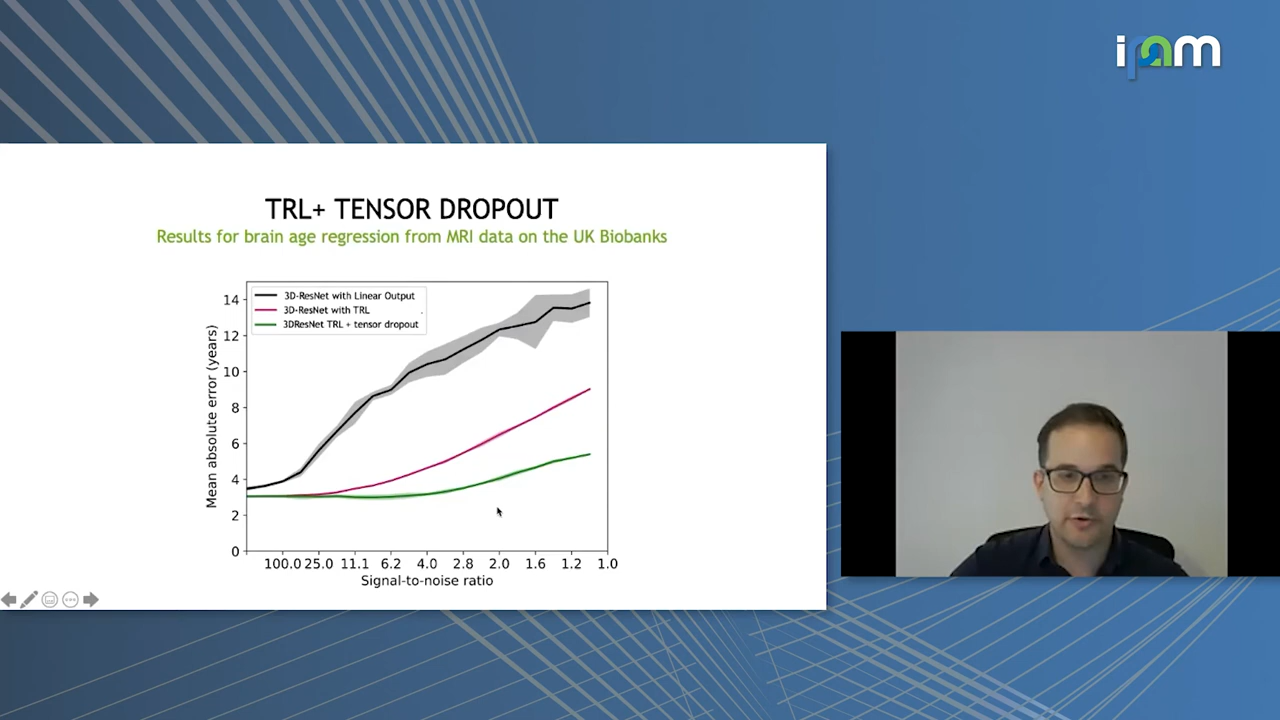 ipam
TRL+ TENSOR DROPOUT
Results for brain age regression from MRI data on the UK Biobanks
3D-ResNet with Linear Output
3D-ResNet with TRL
3DResNet TRL + tensor dropout
Mean absolute error (years)
14
12
10
8
6
4
2
0
100.0 25.0 11.1 6.2 4.0 2.8 2.0 1.6 1.2 1.0
Signal-to-noise ratio